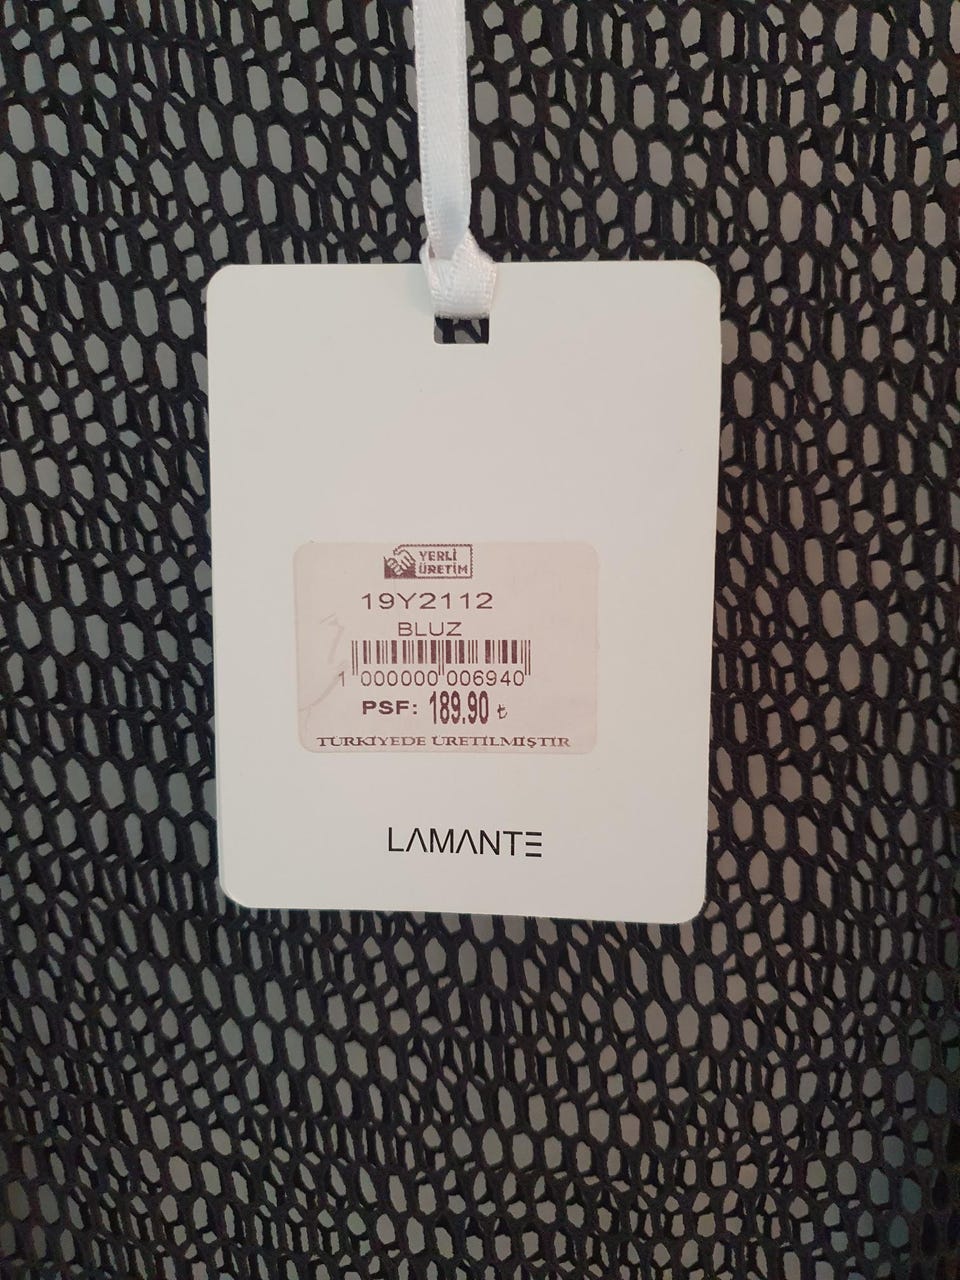 YERLİ
ÜRETİM
19Y2112
BLUZ
1 000000 006940
PSF: 189.90 ₺
TÜRKİYEDE ÜRETİLMİŞTİR
LAMANTE